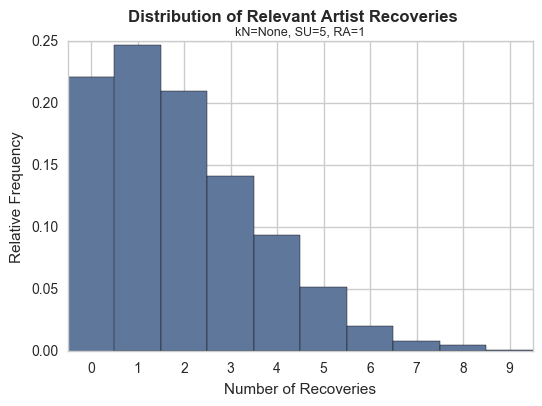 Distribution of Relevant Artist Recoveries
kN=None, SU=5, RA=1
0.25
0.20
0.15
0.10
0.05
0.00
Relative Frequency
0 1 2 3 4 5 6 7 8 9
Number of Recoveries